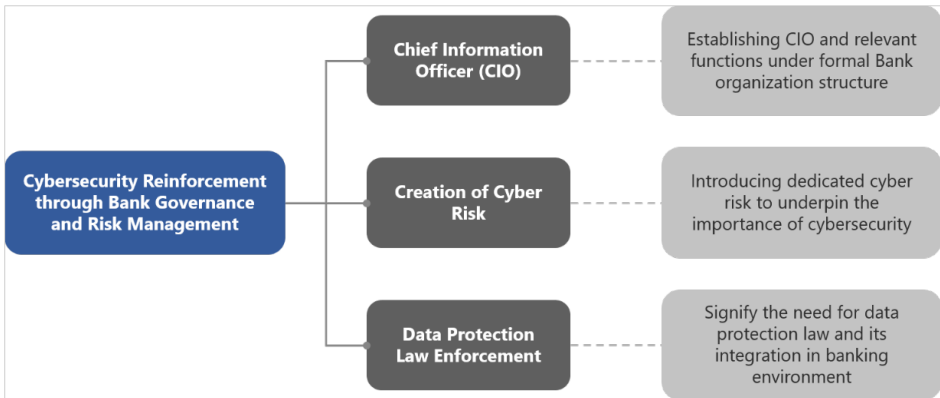 Cybersecurity Reinforcement
through Bank Governance
and Risk Management
Chief Information
Officer (CIO)
Establishing CIO and relevant
functions under formal Bank
organization structure
Creation of Cyber
Risk
Introducing dedicated cyber
risk to underpin the
importance of cybersecurity
Data Protection
Law Enforcement
Signify the need for data
protection law and its
integration in banking
environment